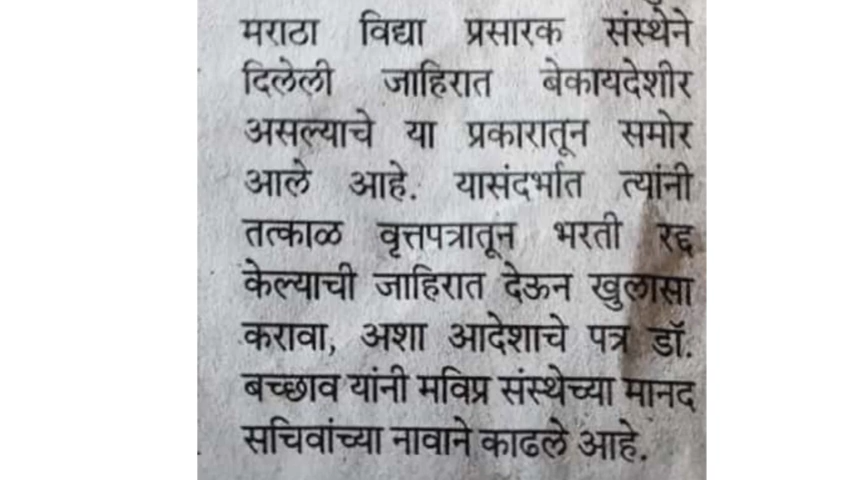 मराठा विद्या प्रसारक संस्थेने
दिलेली जाहिरात बेकायदेशीर
असल्याचे या प्रकारातून समोर
आले आहे. यासंदर्भात त्यांनी
तत्काळ वृत्तपत्रातून भरती रद्द
केल्याची जाहिरात देऊन खुलासा
करावा, अशा आदेशाचे पत्र डॉ.
बच्छाव यांनी मविप्र संस्थेच्या मानद
सचिवांच्या नावाने काढले आहे.